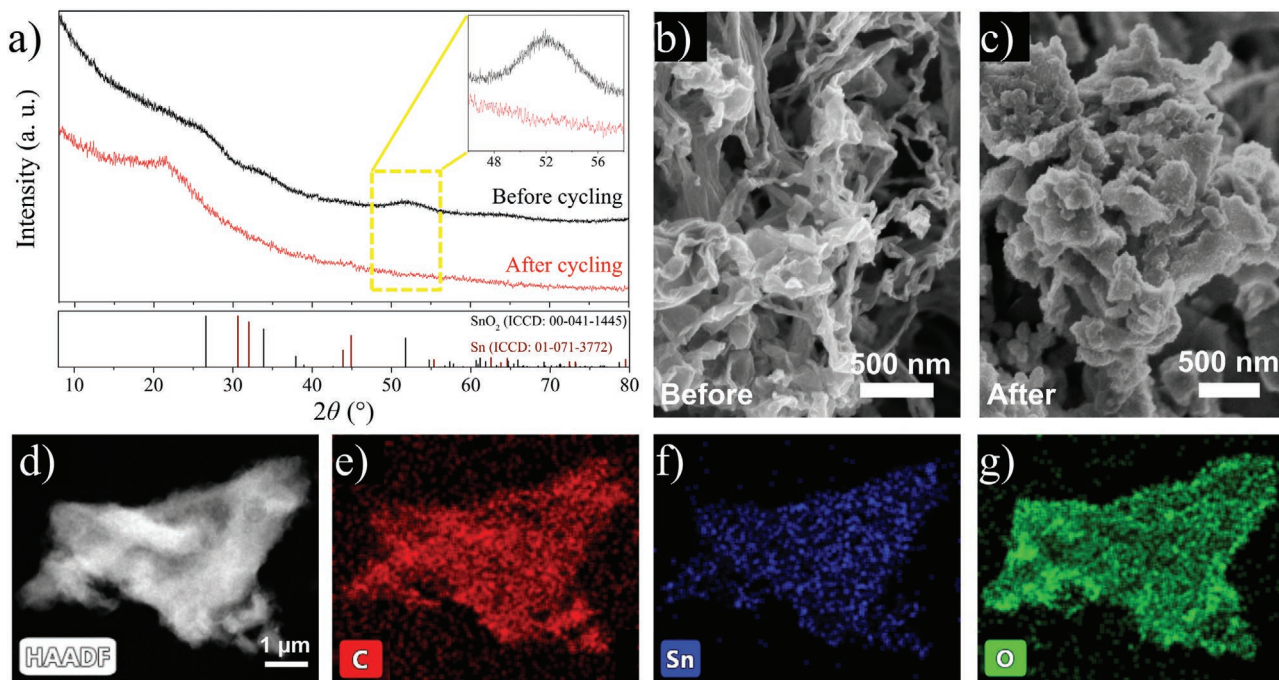 a)
Intensity (a. u.)
48 52 56
Before cycling
After cycling
SnO₂ (ICCD: 00-041-1445)
Sn (ICCD: 01-071-3772)
10 20 30 40 50 60 70 80
2θ (°)
b)
Before
500 nm
c)
After
500 nm
d)
HAADF
1 µm
e)
C
f)
Sn
g)
O